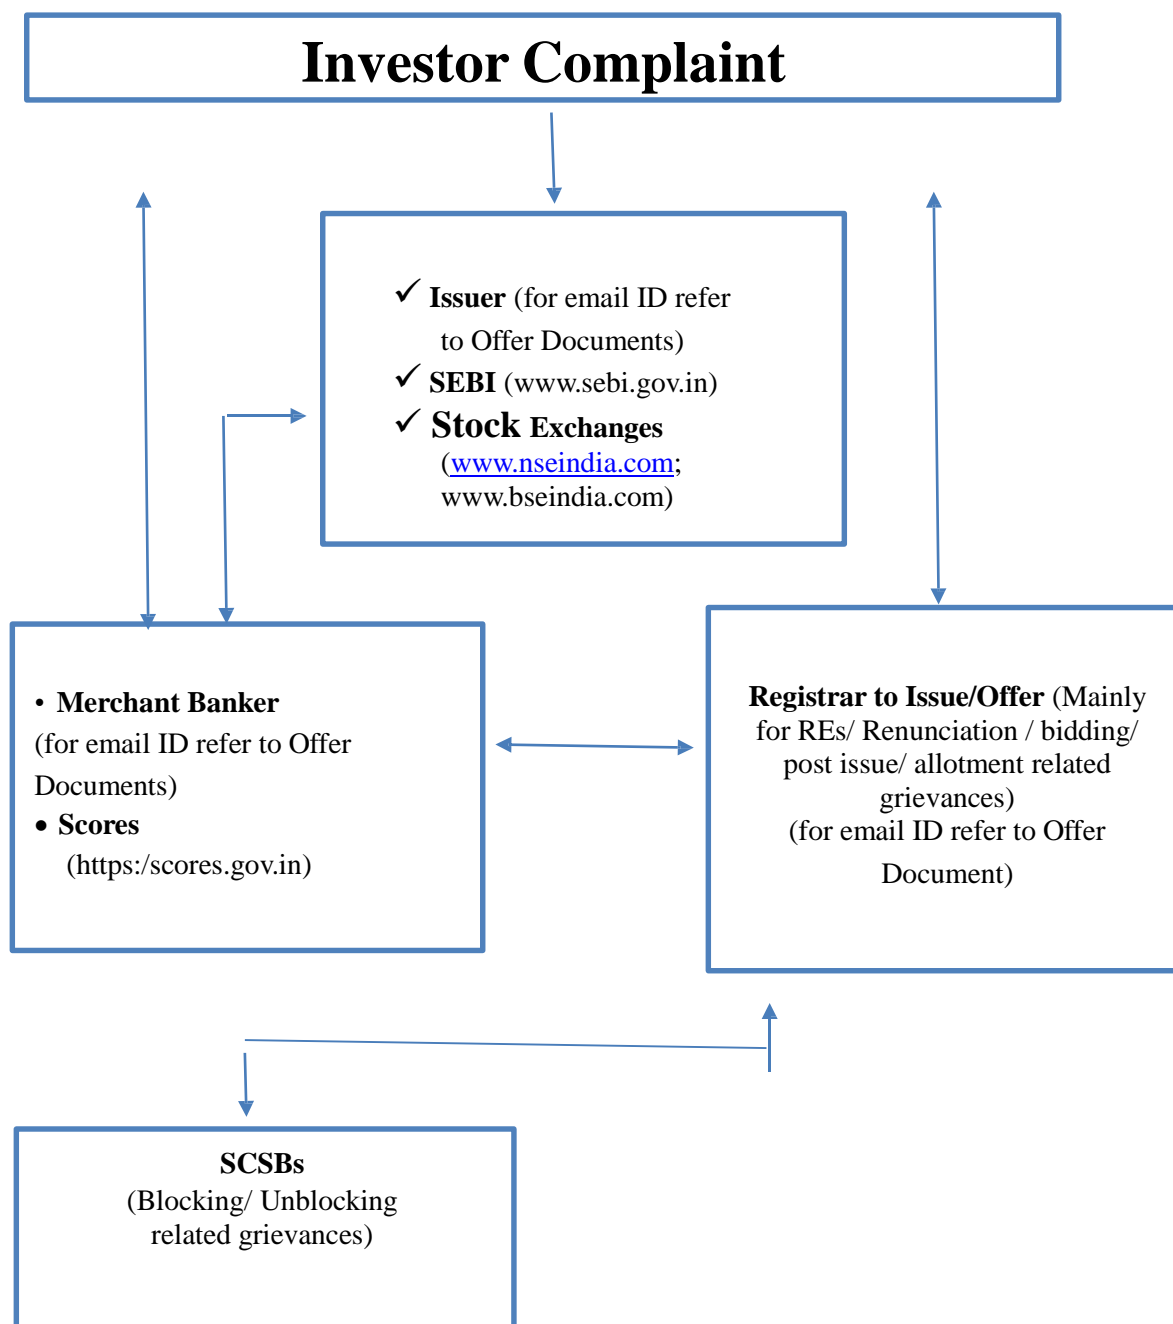 Investor Complaint
✓ Issuer (for email ID refer
to Offer Documents)
✓ SEBI (www.sebi.gov.in)
✓ Stock Exchanges
(www.nseindia.com;
www.bseindia.com)
• Merchant Banker
(for email ID refer to Offer
Documents)
• Scores
(https:/scores.gov.in)
Registrar to Issue/Offer (Mainly
for REs/ Renunciation / bidding/
post issue/ allotment related
grievances)
(for email ID refer to Offer
Document)
SCSBs
(Blocking/ Unblocking
related grievances)